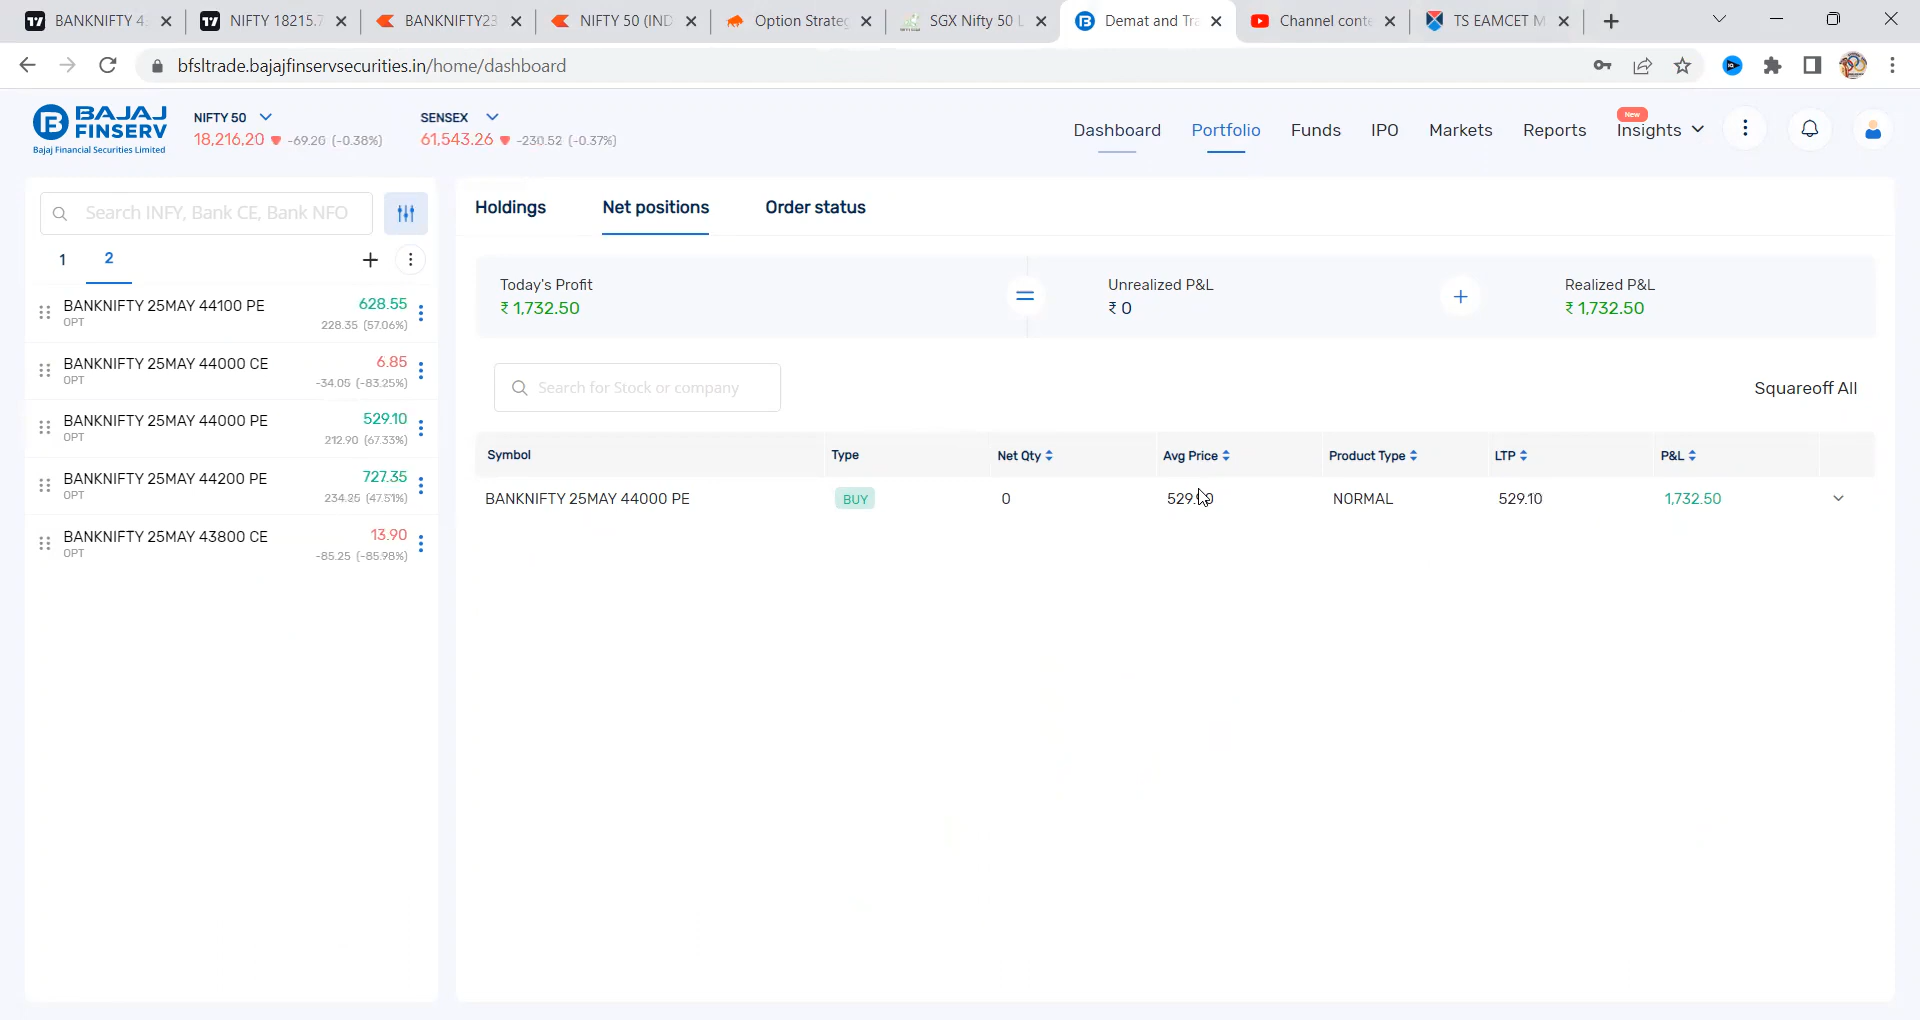 BANKNIFTY 4
NIFTY 18215.7
BANKNIFTY23
NIFTY 50 (IND
Option Strateg
SGX Nifty 50 L
Demat and Tra
Channel conte
TS EAMCET M
bfsltrade.bajajfinservsecurities.in/home/dashboard
BAJAJ
FINSERV
Bajaj Financial Securities Limited
NIFTY 50
18,216.20 -69.26 (-0.38%)
SENSEX
61,543.26 -230.52 (-0.37%)
Dashboard
Portfolio
Funds
IPO
Markets
Reports
New
Insights
Search INFY, Bank CE, Bank NFO
1
2
BANKNIFTY 25MAY 44100 PE 628.55
OPT 228.35 (57.06%)
BANKNIFTY 25MAY 44000 CE 6.85
OPT -34.05 (-83.25%)
BANKNIFTY 25MAY 44000 PE 529.10
OPT 212.90 (67.33%)
BANKNIFTY 25MAY 44200 PE 727.35
OPT 234.25 (47.51%)
BANKNIFTY 25MAY 43800 CE 13.90
OPT -85.25 (-85.98%)
Holdings
Net positions
Order status
Today's Profit
₹ 1,732.50
Unrealized P&L
₹ 0
Realized P&L
₹ 1,732.50
Search for Stock or company
Squareoff All
Symbol Type Net Qty Avg Price Product Type LTP P&L
BANKNIFTY 25MAY 44000 PE BUY 0 NORMAL 529.10 1,732.50